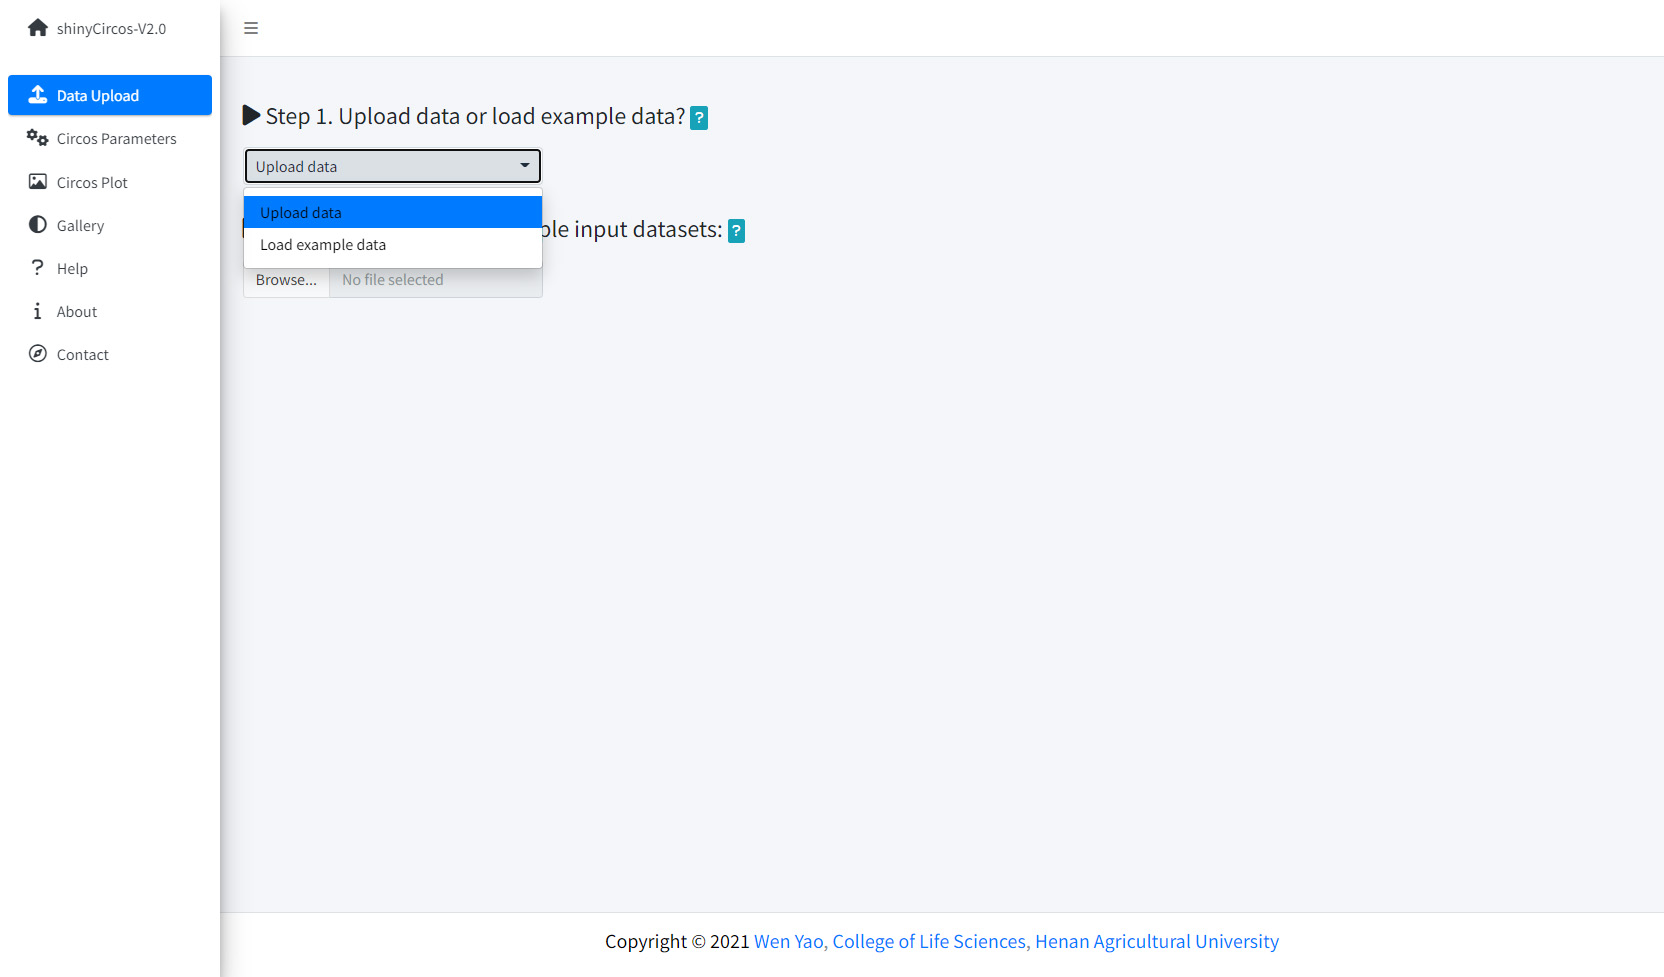 shinyCircos-V2.0
Data Upload
Circos Parameters
Circos Plot
Gallery
Help
About
Contact
Step 1. Upload data or load example data? ?
Upload data
Upload data
Load example data
input datasets: ?
Browse... No file selected
Copyright © 2021 Wen Yao, College of Life Sciences, Henan Agricultural University